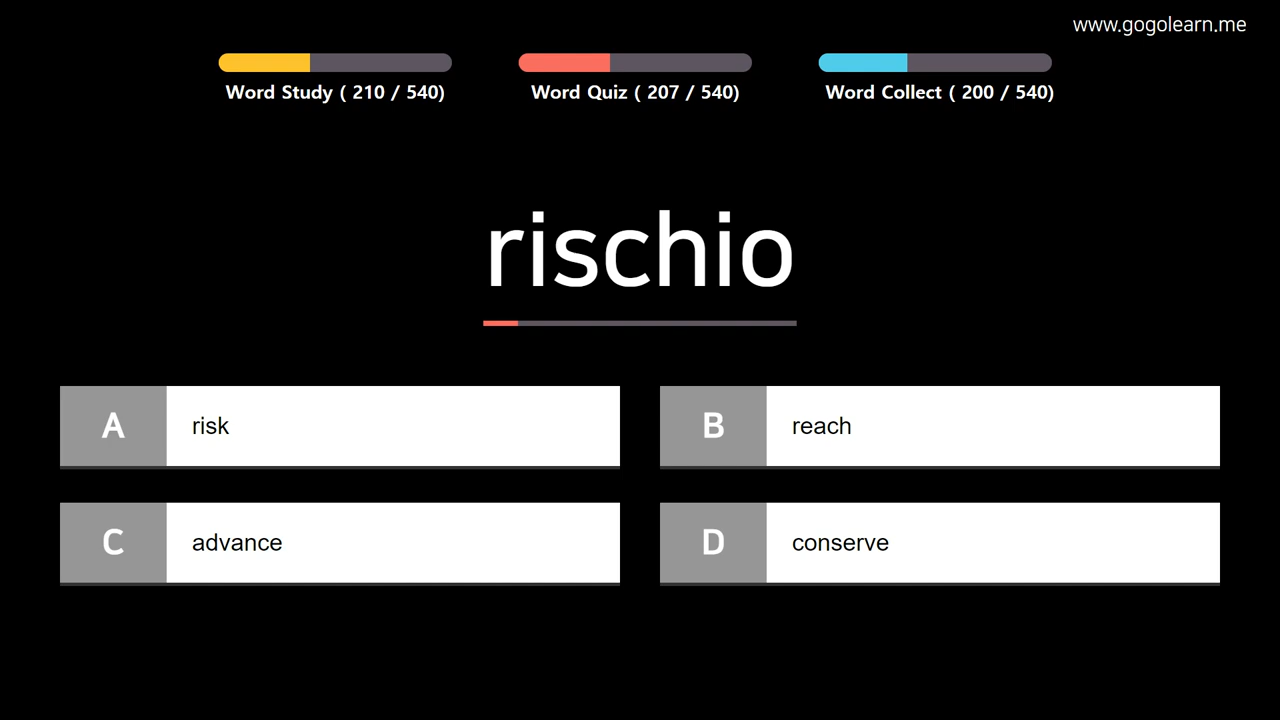 www.gogolearn.me
Word Study ( 210 / 540)
Word Quiz ( 207 / 540)
Word Collect ( 200 / 540)
rischio
A risk
B reach
C advance
D conserve